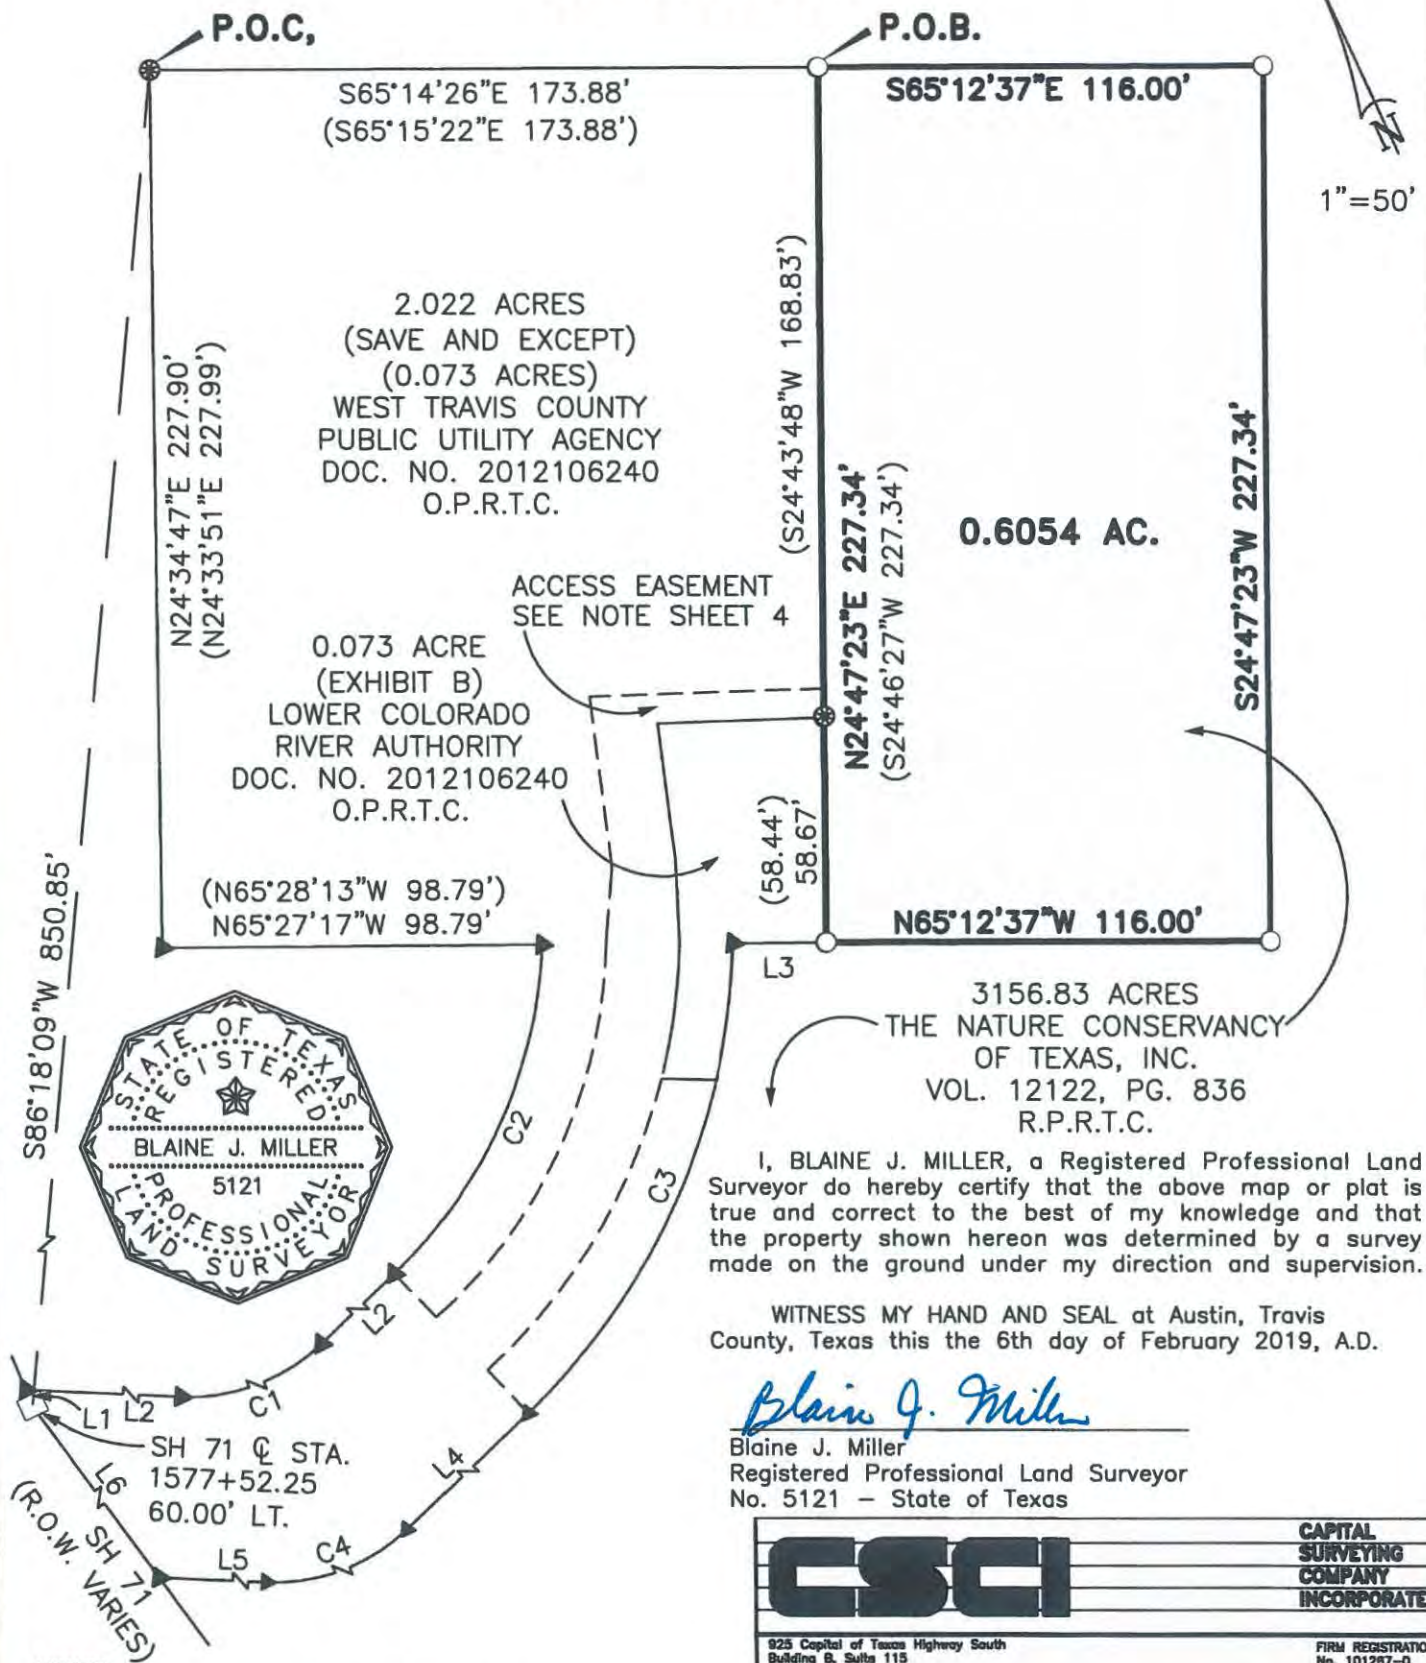 P.O.C,
P.O.B.
S65°14'26"E 173.88'
(S65°15'22"E 173.88')
S65°12'37"E 116.00'
N
1"=50'
2.022 ACRES
(SAVE AND EXCEPT)
(0.073 ACRES)
WEST TRAVIS COUNTY
PUBLIC UTILITY AGENCY
DOC. NO. 2012106240
O.P.R.T.C.
N24°34'47"E 227.90'
(N24°33'51"E 227.99')
(S24°43'48"W 168.83')
N24°47'23"E 227.34'
(S24°46'27"W 227.34')
0.6054 AC.
S24°47'23"W 227.34'
ACCESS EASEMENT
SEE NOTE SHEET 4
0.073 ACRE
(EXHIBIT B)
LOWER COLORADO
RIVER AUTHORITY
DOC. NO. 2012106240
O.P.R.T.C.
(58.44')
58.67'
(N65°28'13"W 98.79')
N65°27'17"W 98.79'
N65°12'37"W 116.00'
L3
S86°18'09"W 850.85'
3156.83 ACRES
THE NATURE CONSERVANCY
OF TEXAS, INC.
VOL. 12122, PG. 836
R.P.R.T.C.
STATE OF TEXAS
REGISTERED
BLAINE J. MILLER
5121
PROFESSIONAL
LAND SURVEYOR
C2
C3
I, BLAINE J. MILLER, a Registered Professional Land
Surveyor do hereby certify that the above map or plat is
true and correct to the best of my knowledge and that
the property shown hereon was determined by a survey
made on the ground under my direction and supervision.
WITNESS MY HAND AND SEAL at Austin, Travis
County, Texas this the 6th day of February 2019, A.D.
L2
C1
L1
L2
SH 71 ℄ STA.
1577+52.25
60.00' LT.
L4
L6
L5
C4
SH 71
(R.O.W. VARIES)
Blaine J. Miller
Blaine J. Miller
Registered Professional Land Surveyor
No. 5121 – State of Texas
CSCI
CAPITAL
SURVEYING
COMPANY
INCORPORATE
925 Capital of Texas Highway South
Building B, Suite 115
FIRM REGISTRATIO
No. 101267-0